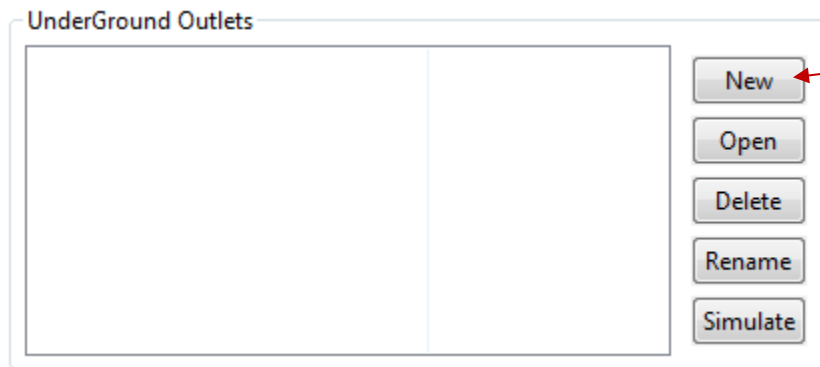 UnderGround Outlets
New
Open
Delete
Rename
Simulate